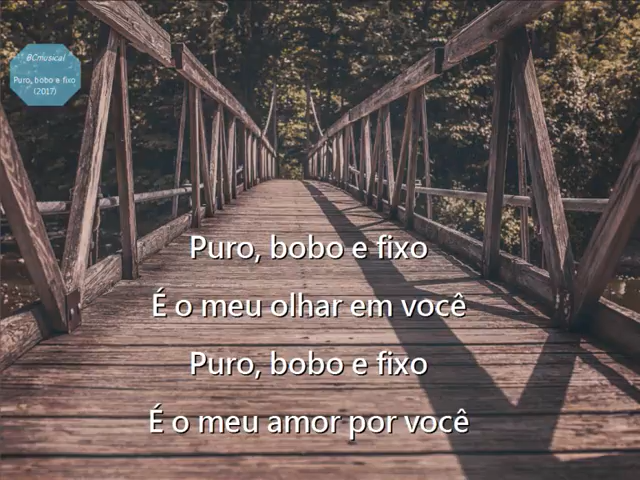 BCmusical
Puro, bobo e fixo
(2017)
Puro, bobo e fixo
É o meu olhar em você
Puro, bobo e fixo
É o meu amor por você